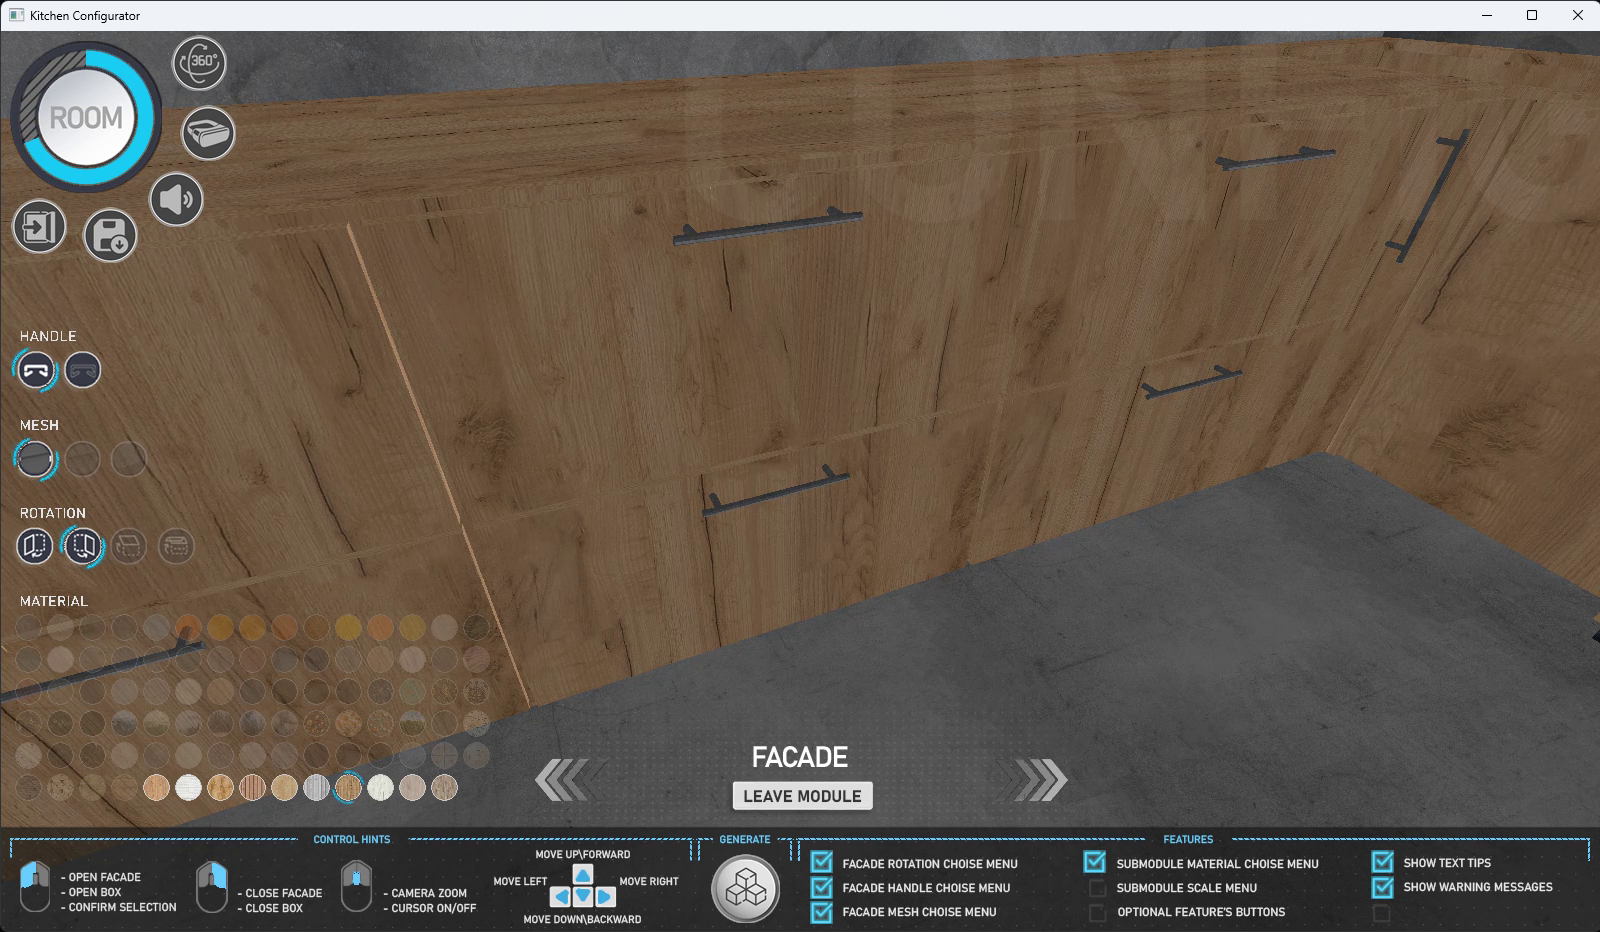 Kitchen Configurator
360°
ROOM
HANDLE
MESH
ROTATION
MATERIAL
FACADE
LEAVE MODULE
CONTROL HINTS
- OPEN FACADE
- OPEN BOX
- CONFIRM SELECTION
- CLOSE FACADE
- CLOSE BOX
- CAMERA ZOOM
- CURSOR ON/OFF
MOVE UP\FORWARD
MOVE LEFT
MOVE RIGHT
MOVE DOWN\BACKWARD
GENERATE
FEATURES
FACADE ROTATION CHOISE MENU
FACADE HANDLE CHOISE MENU
FACADE MESH CHOISE MENU
SUBMODULE MATERIAL CHOISE MENU
SUBMODULE SCALE MENU
OPTIONAL FEATURE'S BUTTONS
SHOW TEXT TIPS
SHOW WARNING MESSAGES